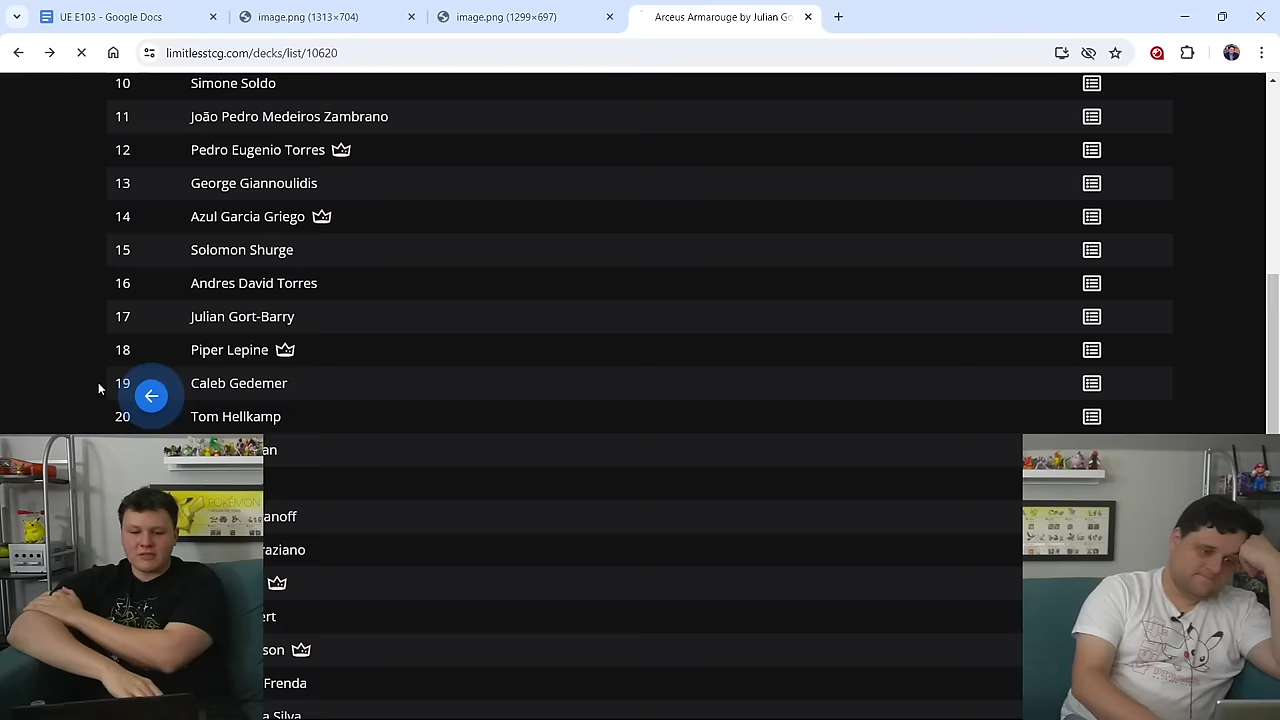 UE E103 - Google Docs
image.png (1313×704)
image.png (1299×697)
Arceus Armarouge by Julian Go
limitlesstcg.com/decks/list/10620
10 Simone Soldo
11 João Pedro Medeiros Zambrano
12 Pedro Eugenio Torres
13 George Giannoulidis
14 Azul Garcia Griego
15 Solomon Shurge
16 Andres David Torres
17 Julian Gort-Barry
18 Piper Lepine
19 Caleb Gedemer
20 Tom Hellkamp
an
anoff
raziano
ert
son
Frenda
a Silva
POKÉMON